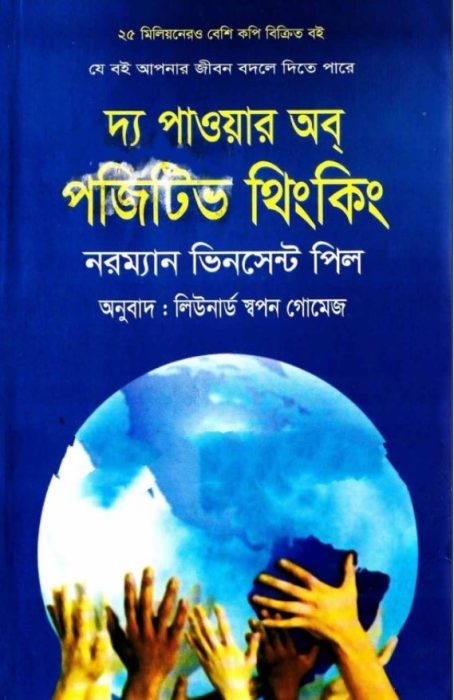 ২৫ মিলিয়নেরও বেশি কপি বিক্রিত বই
যে বই আপনার জীবন বদলে দিতে পারে
দ্য পাওয়ার অব্
পজিটিভ থিংকিং
নরম্যান ভিনসেন্ট পিল
অনুবাদ : লিউনার্ড স্বপন গোমেজ